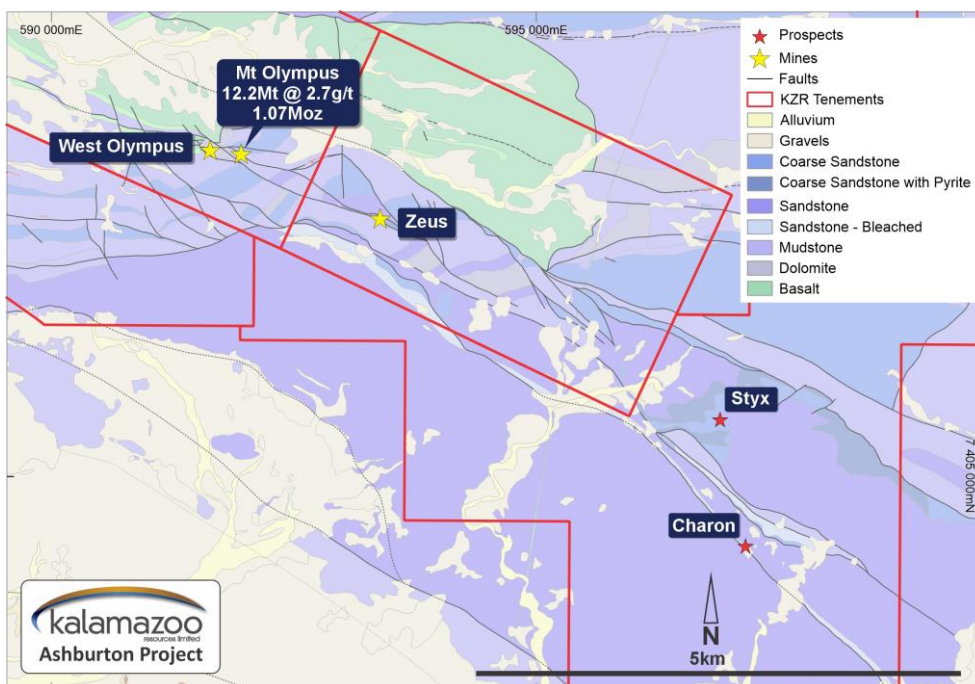 590 000mE
595 000mE
Mt Olympus
12.2Mt @ 2.7g/t
1.07Moz
West Olympus
Zeus
Styx
Charon
7 405 000mN
Prospects
Mines
Faults
KZR Tenements
Alluvium
Gravels
Coarse Sandstone
Coarse Sandstone with Pyrite
Sandstone
Sandstone - Bleached
Mudstone
Dolomite
Basalt
kalamazoo
resources limited
Ashburton Project
N
5km